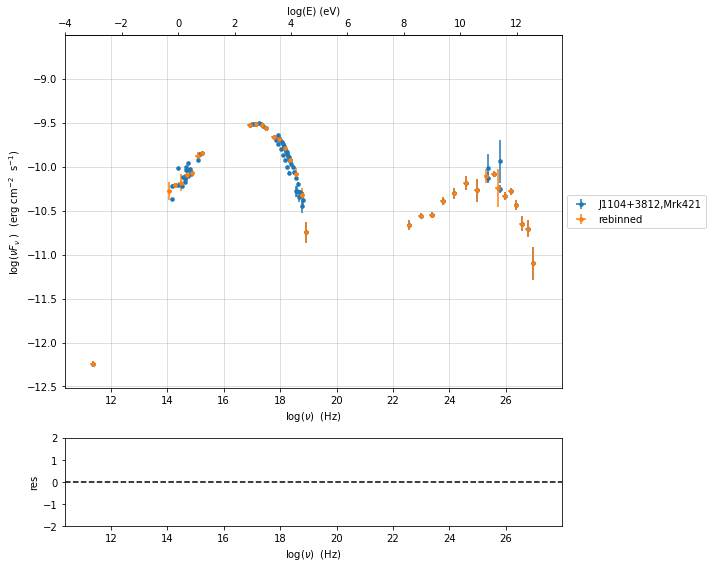 log(E) (eV)
−4 −2 0 2 4 6 8 10 12
−9.0
−9.5
−10.0
−10.5
−11.0
−11.5
−12.0
−12.5
log(νFν ) (erg cm−2 s−1)
12 14 16 18 20 22 24 26
log(ν) (Hz)
J1104+3812,Mrk421
rebinned
2
1
0
−1
−2
res
12 14 16 18 20 22 24 26
log(ν) (Hz)